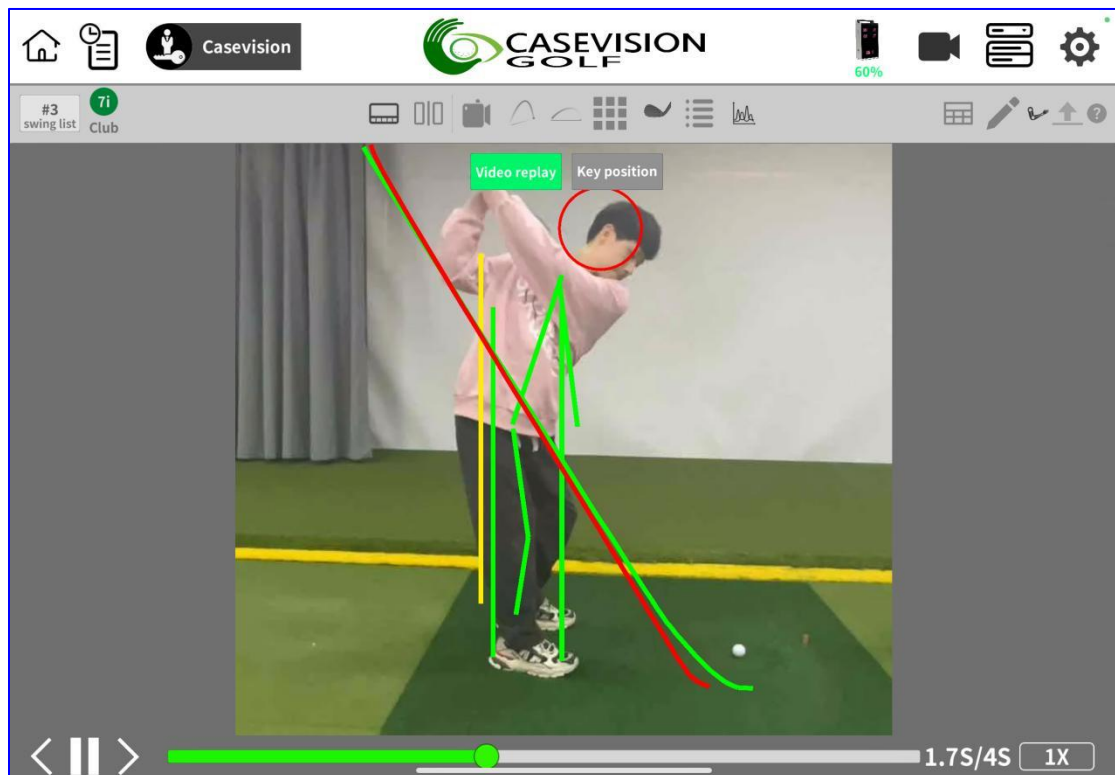 Casevision
CASEVISION
GOLF
60%
#3
swing list
7i
Club
Video replay
Key position
1.7S/4S
1X